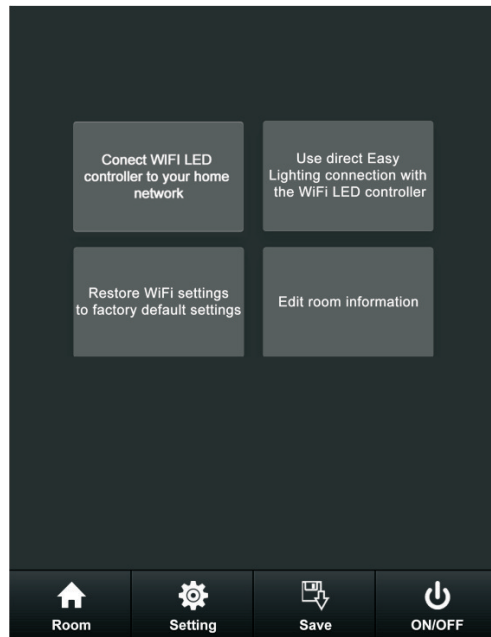 Conect WIFI LED
controller to your home
network
Use direct Easy
Lighting connection with
the WiFi LED controller
Restore WiFi settings
to factory default settings
Edit room information
Room
Setting
Save
ON/OFF